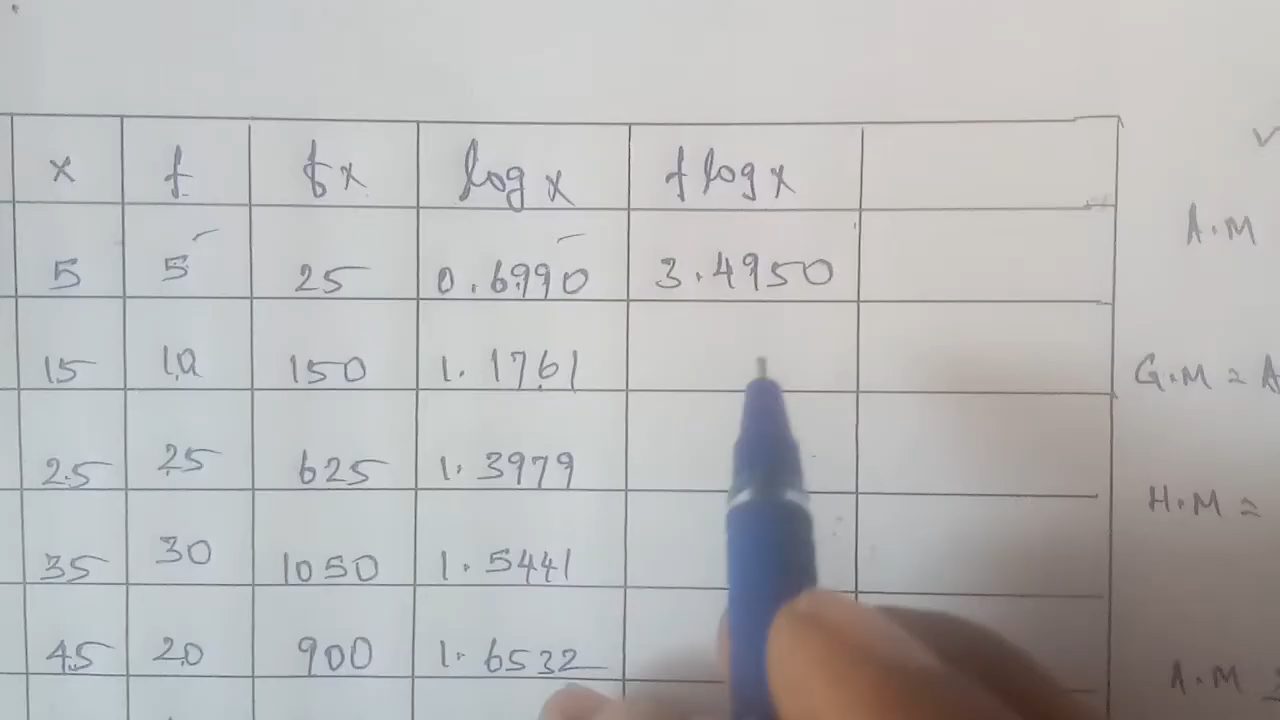 x f fx log x f log x
5 5 25 0.6990 3.4950
15 10 150 1.1761
25 25 625 1.3979
35 30 1050 1.5441
45 20 900 1.6532
A.M
G.M = A
H.M =
A.M =